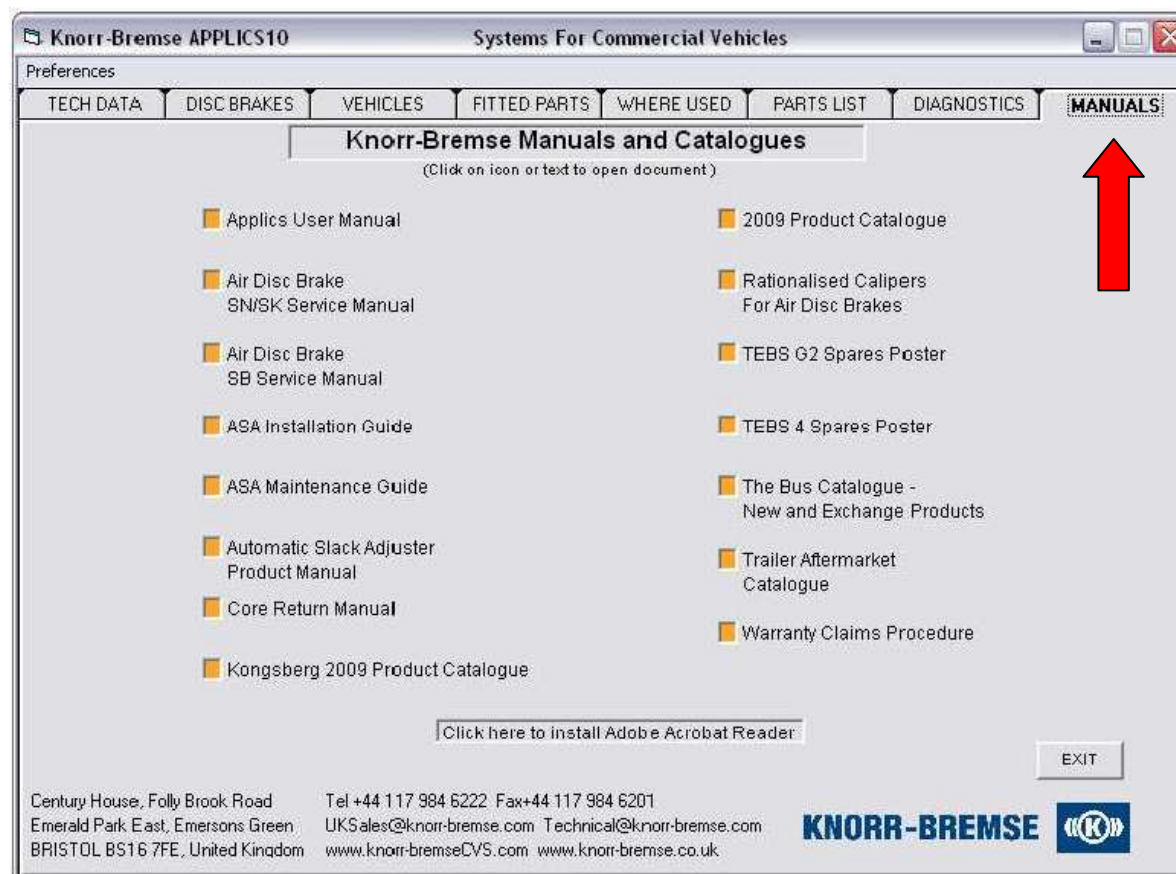 Knorr-Bremse APPLICS10 Systems For Commercial Vehicles
Preferences
TECH DATA DISC BRAKES VEHICLES FITTED PARTS WHERE USED PARTS LIST DIAGNOSTICS MANUALS
Knorr-Bremse Manuals and Catalogues
(Click on icon or text to open document )
Applics User Manual
Air Disc Brake
SN/SK Service Manual
Air Disc Brake
SB Service Manual
ASA Installation Guide
ASA Maintenance Guide
Automatic Slack Adjuster
Product Manual
Core Return Manual
Kongsberg 2009 Product Catalogue
2009 Product Catalogue
Rationalised Calipers
For Air Disc Brakes
TEBS G2 Spares Poster
TEBS 4 Spares Poster
The Bus Catalogue -
New and Exchange Products
Trailer Aftermarket
Catalogue
Warranty Claims Procedure
Click here to install Adobe Acrobat Reader
EXIT
Century House, Folly Brook Road
Emerald Park East, Emersons Green
BRISTOL BS16 7FE, United Kingdom
Tel +44 117 984 6222 Fax+44 117 984 6201
UKSales@knorr-bremse.com Technical@knorr-bremse.com
www.knorr-bremseCVS.com www.knorr-bremse.co.uk
KNORR-BREMSE ((K))